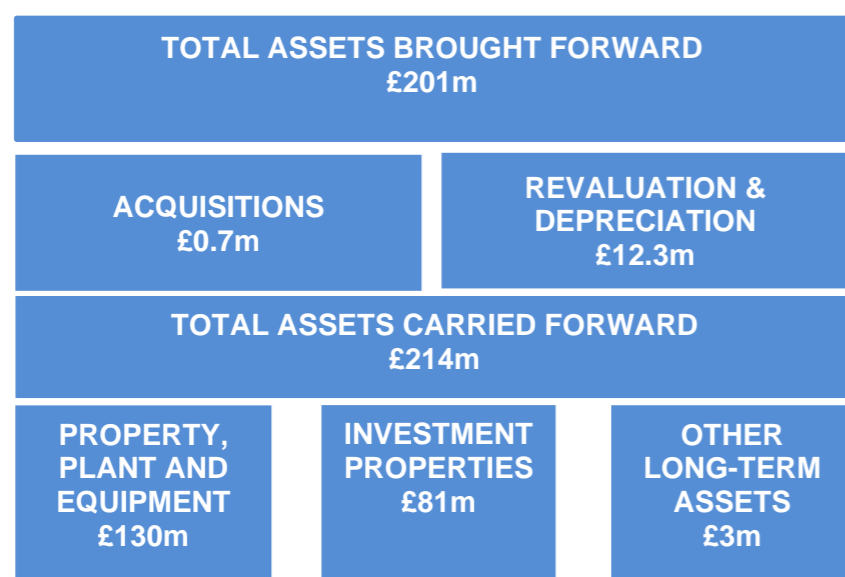 TOTAL ASSETS BROUGHT FORWARD
£201m
ACQUISITIONS
£0.7m
REVALUATION &
DEPRECIATION
£12.3m
TOTAL ASSETS CARRIED FORWARD
£214m
PROPERTY,
PLANT AND
EQUIPMENT
£130m
INVESTMENT
PROPERTIES
£81m
OTHER
LONG-TERM
ASSETS
£3m